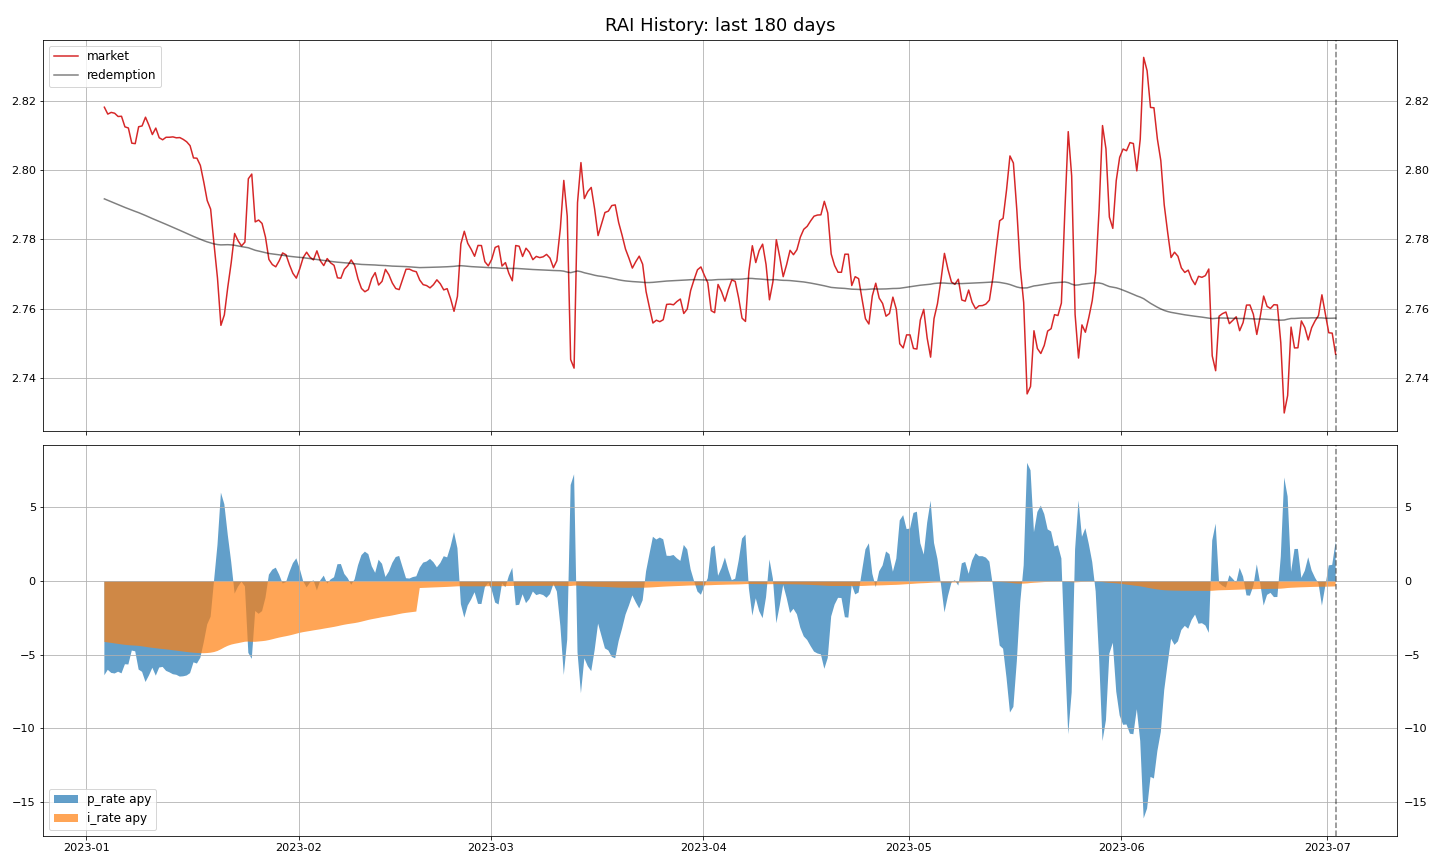 RAI History: last 180 days
market
redemption
2.82 2.82
2.80 2.80
2.78 2.78
2.76 2.76
2.74 2.74
5 5
0 0
−5 −5
−10 −10
−15 −15
p_rate apy
i_rate apy
2023-01 2023-02 2023-03 2023-04 2023-05 2023-06 2023-07